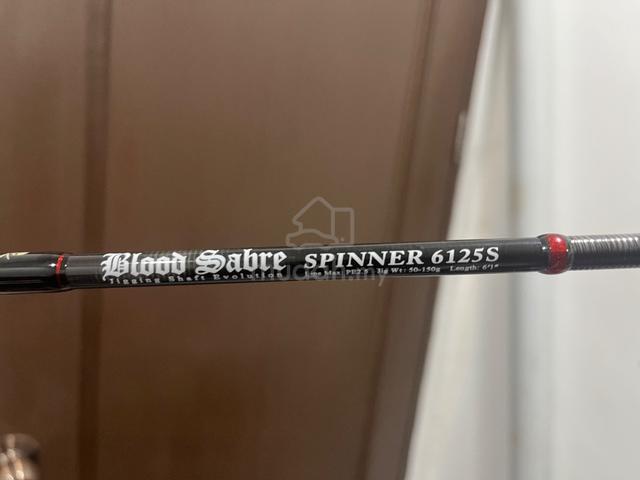 Blood Sabre SPINNER 6125S
Jigging Shaft Evolution Line Max: PE2.5 Jig Wt: 50-150g Length: 6'1"